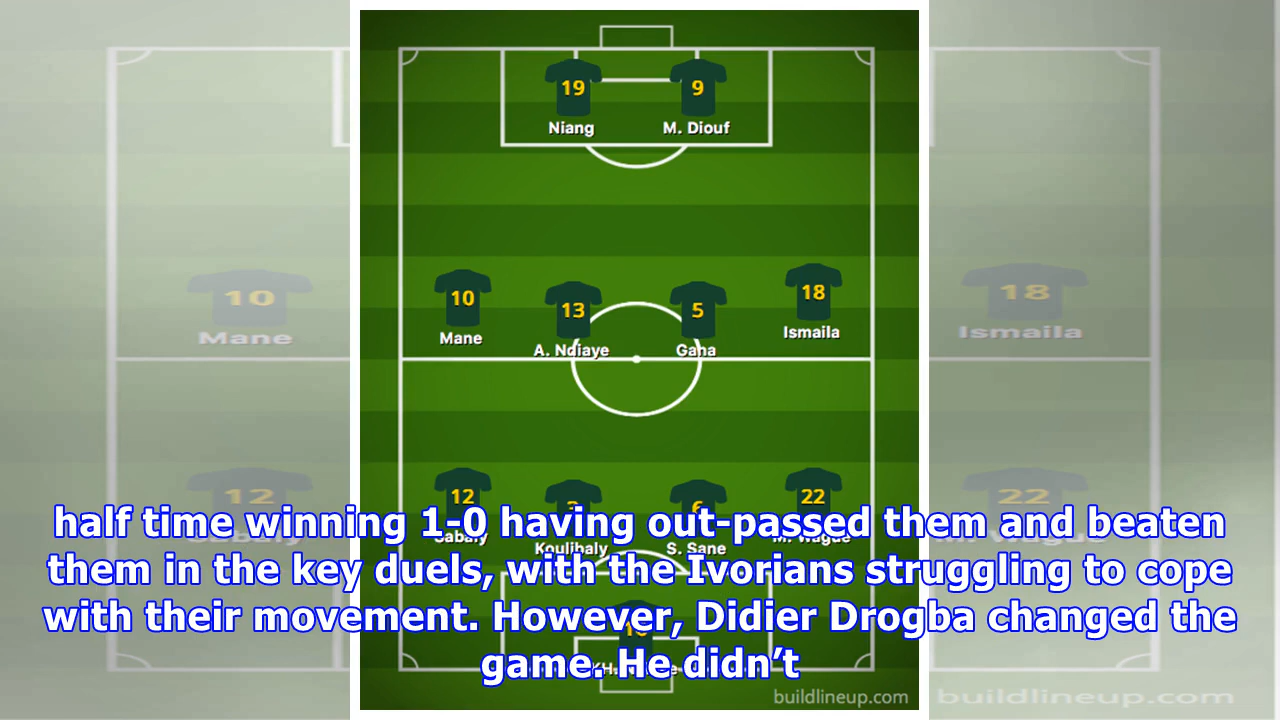 19 9
Niang M. Diouf
10 13 5 18
Mane A. Ndiaye Gana Ismaila
10 18
Mane Ismaila
12 6 22
Koulibaly S. Sane
12 22
half time winning 1-0 having out-passed them and beaten
them in the key duels, with the Ivorians struggling to cope
with their movement. However, Didier Drogba changed the
game. He didn’t
buildlineup.com buildlineup.com